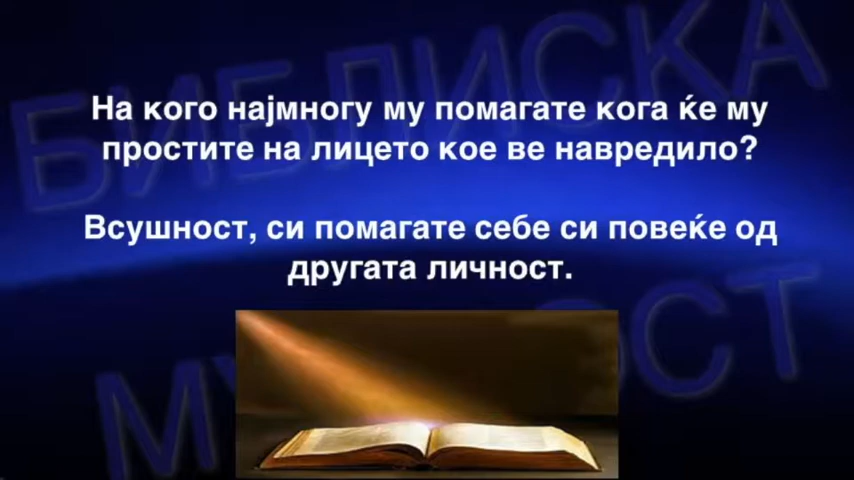 БИБЛИСКА
На кого најмногу му помагате кога ќе му
простите на лицето кое ве навредило?
Всушност, си помагате себе си повеќе од
другата личност.